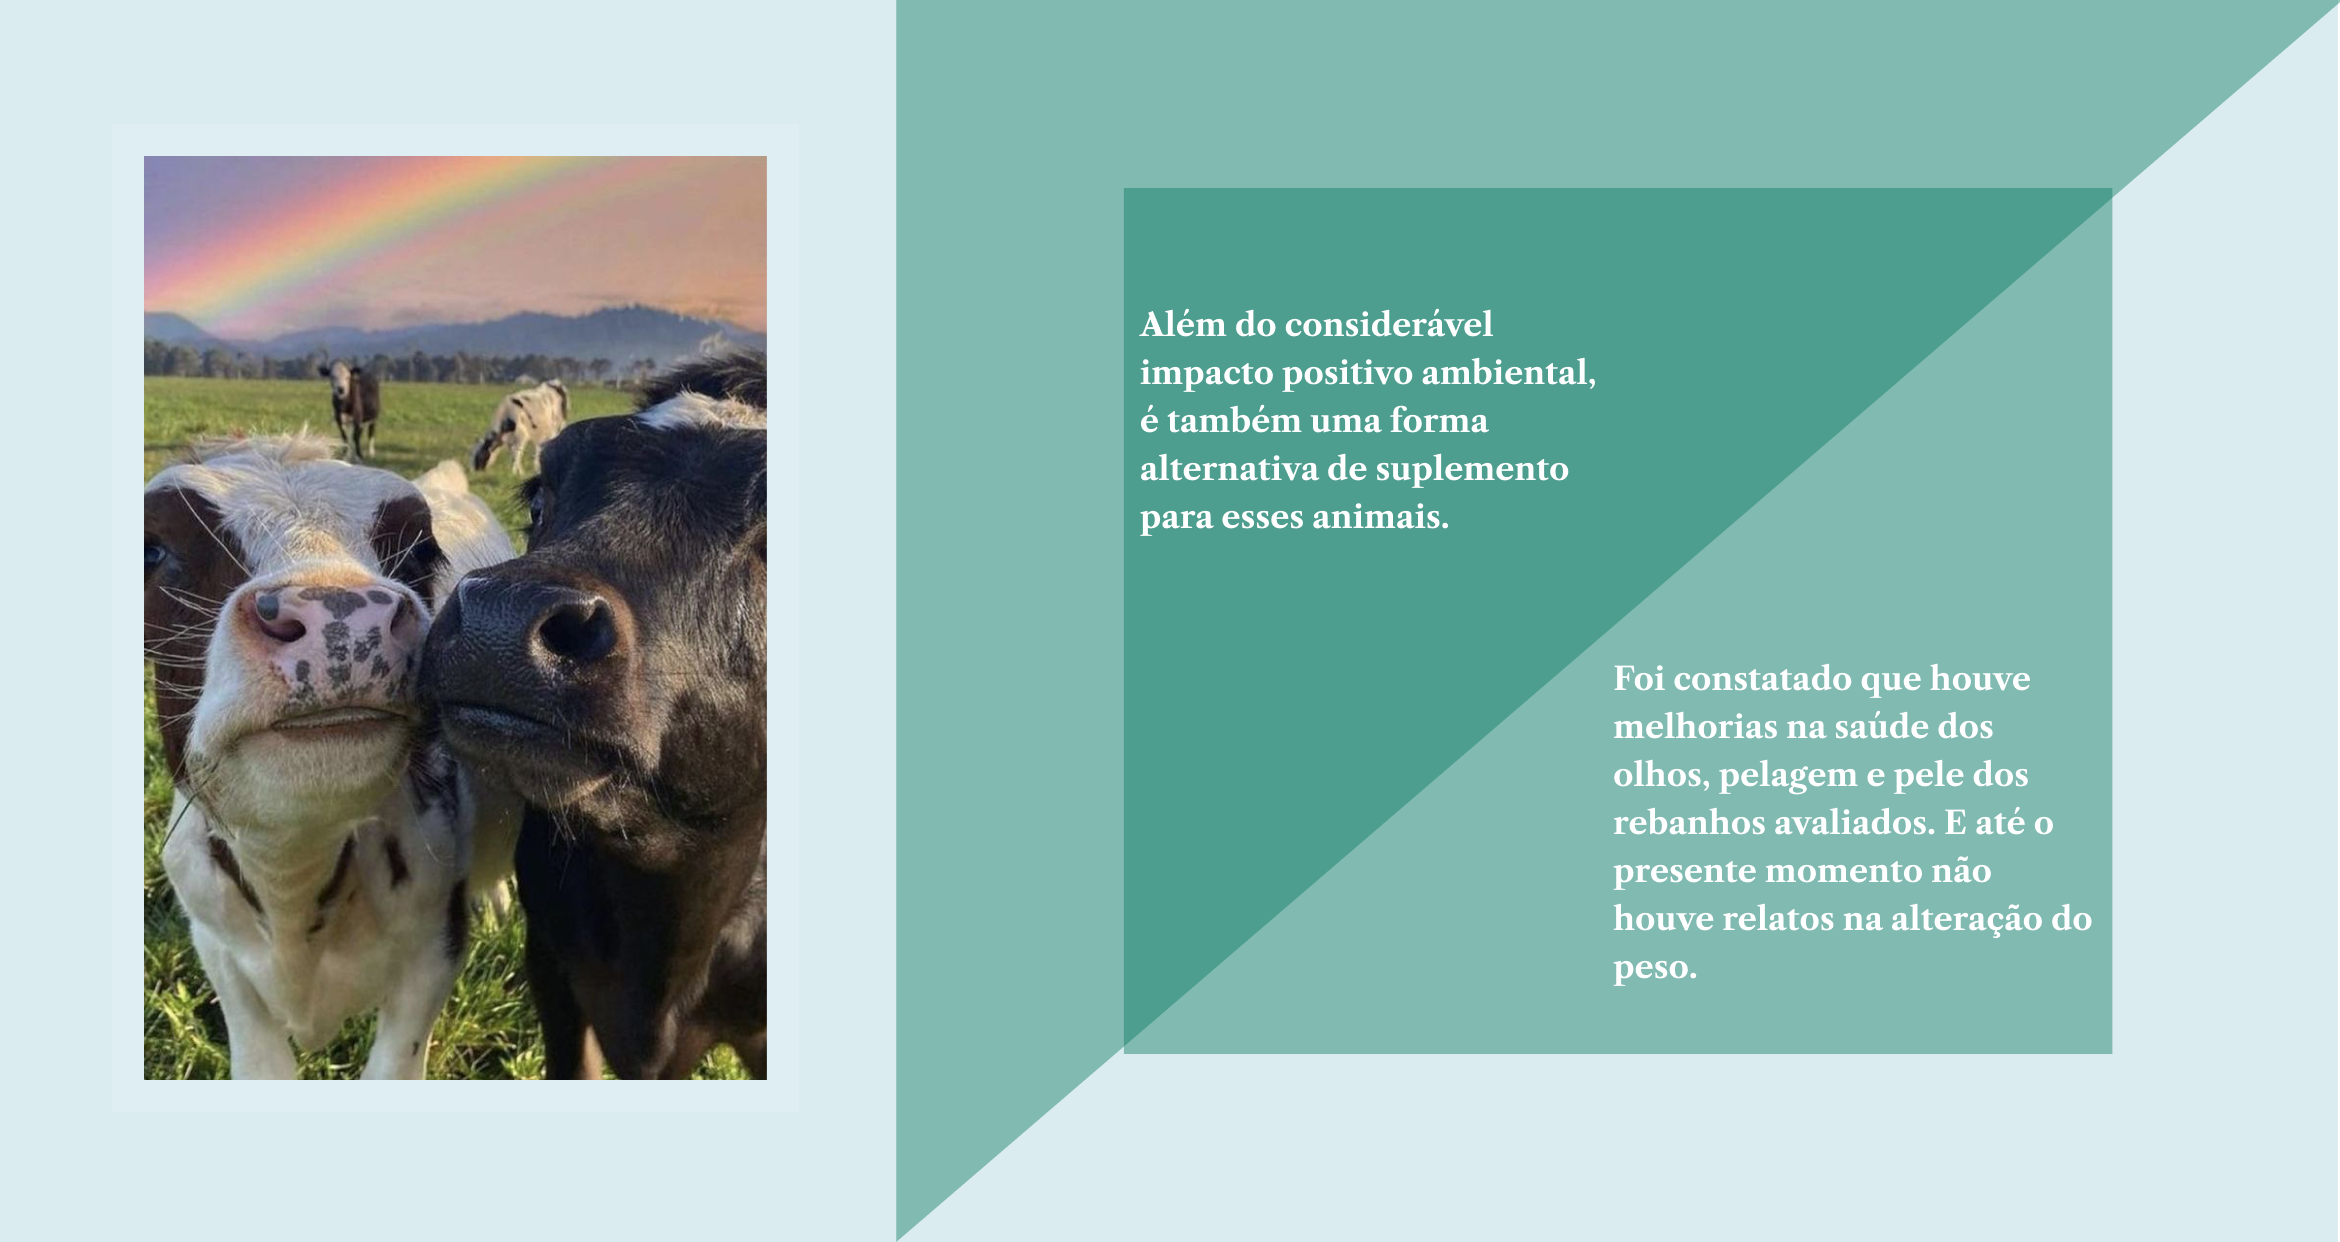 Além do considerável
impacto positivo ambiental,
é também uma forma
alternativa de suplemento
para esses animais.
Foi constatado que houve
melhorias na saúde dos
olhos, pelagem e pele dos
rebanhos avaliados. E até o
presente momento não
houve relatos na alteração do
peso.